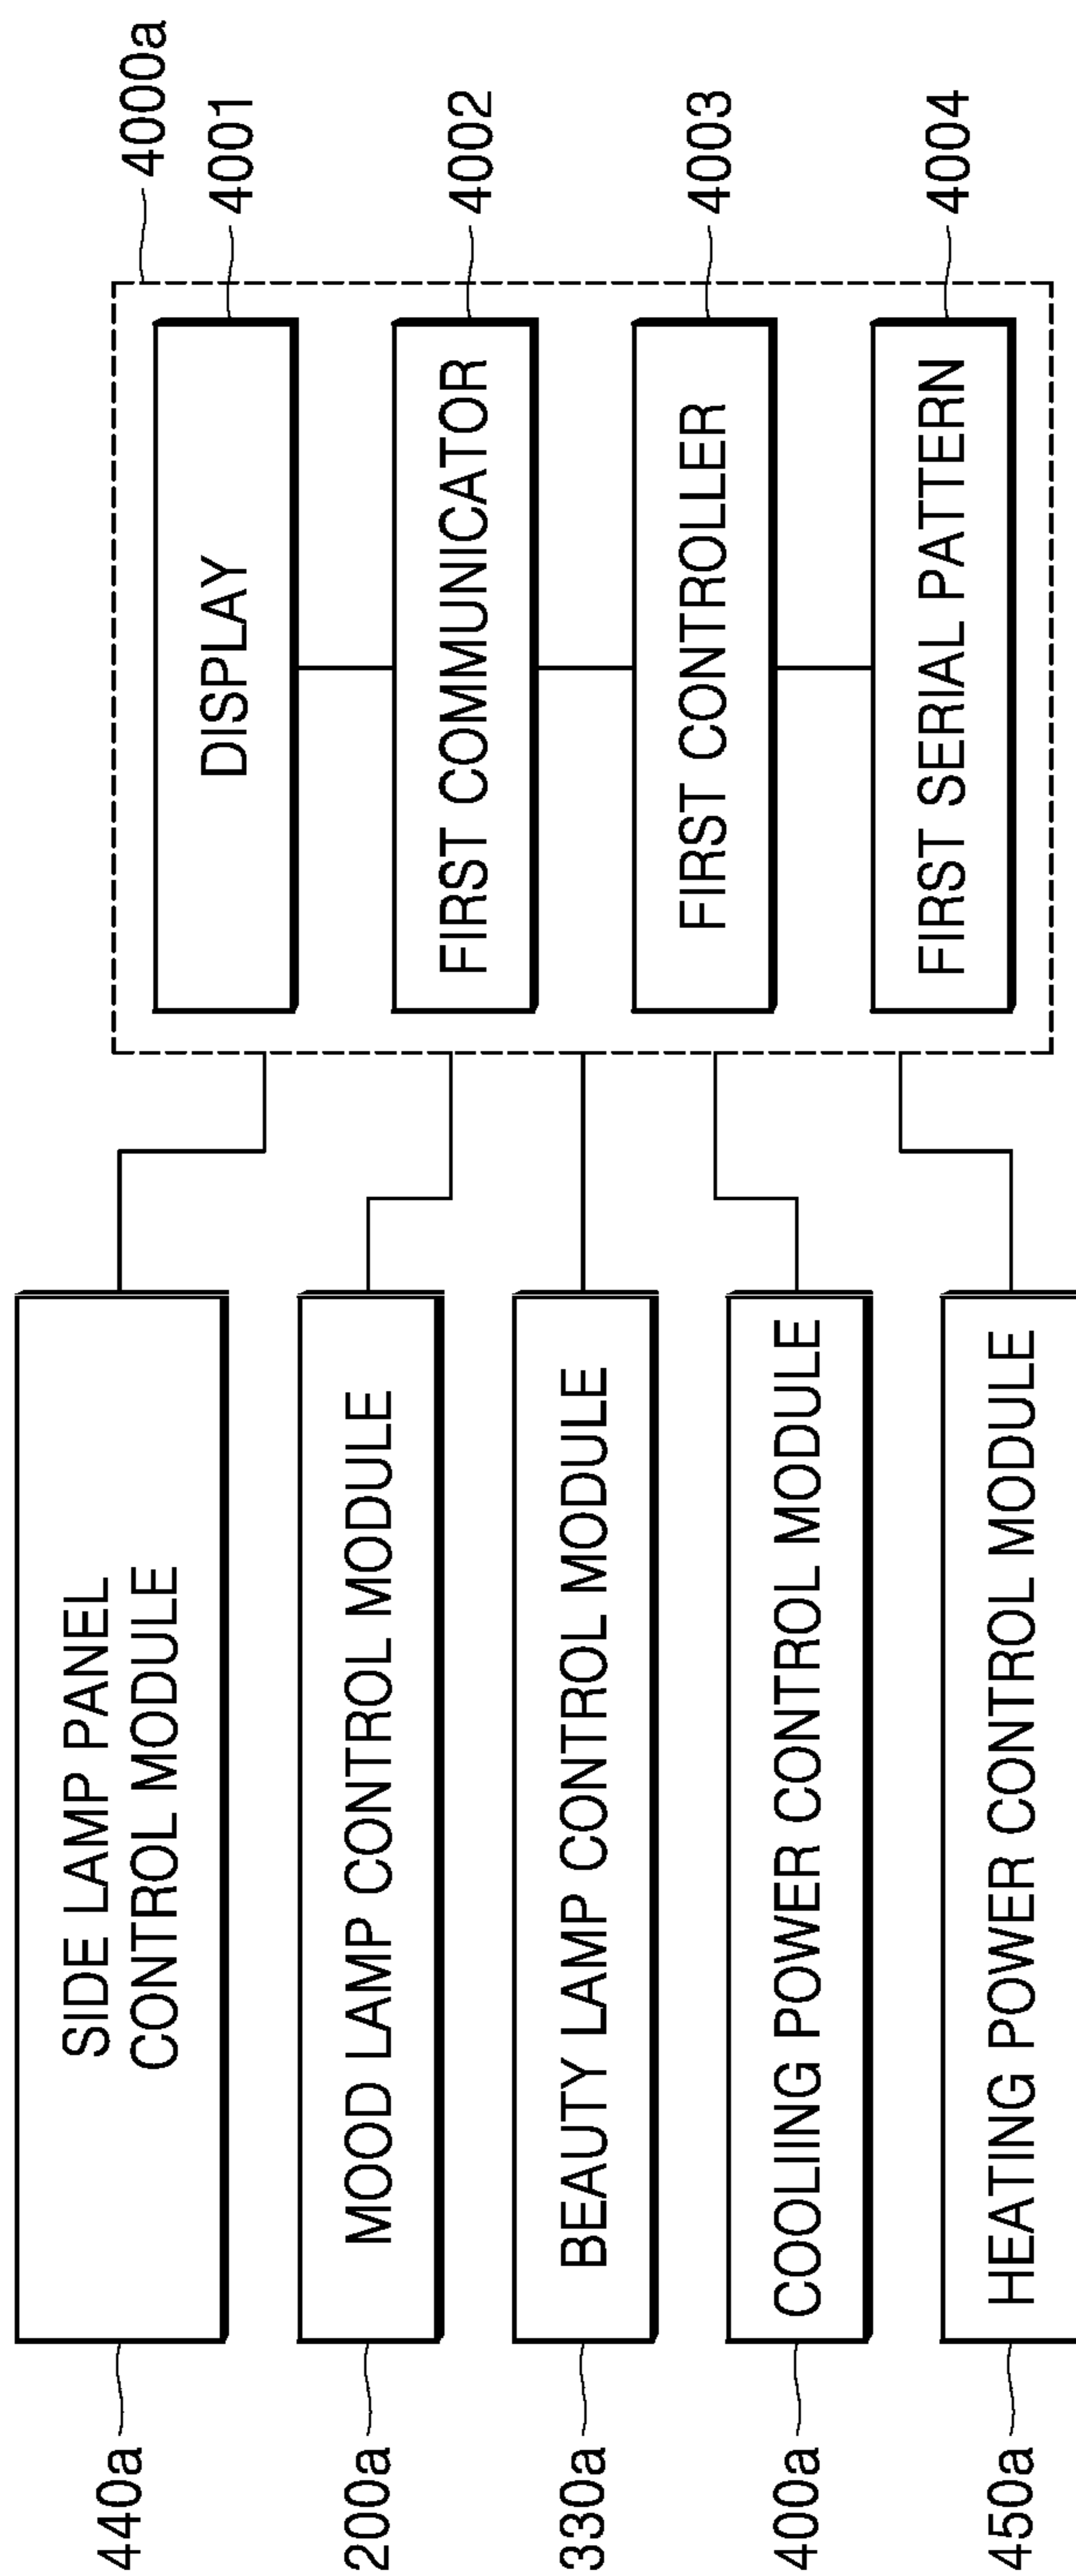 4000a
440a
SIDE LAMP PANEL
CONTROL MODULE
DISPLAY
4001
200a
MOOD LAMP CONTROL MODULE
FIRST COMMUNICATOR
4002
330a
BEAUTY LAMP CONTROL MODULE
FIRST CONTROLLER
4003
400a
COOLIING POWER CONTROL MODULE
FIRST SERIAL PATTERN
4004
450a
HEATING POWER CONTROL MODULE